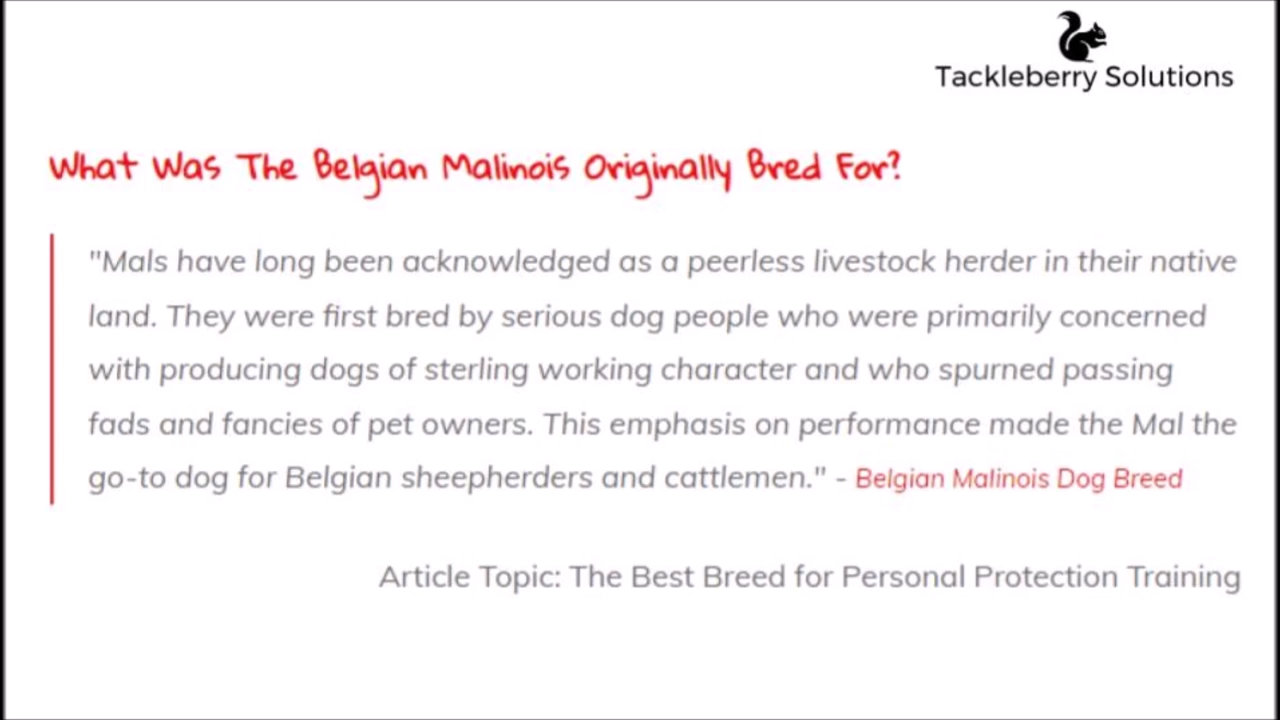 Tackleberry Solutions
What Was The Belgian Malinois Originally Bred For?
"Mals have long been acknowledged as a peerless livestock herder in their native
land. They were first bred by serious dog people who were primarily concerned
with producing dogs of sterling working character and who spurned passing
fads and fancies of pet owners. This emphasis on performance made the Mal the
go-to dog for Belgian sheepherders and cattlemen." - Belgian Malinois Dog Breed
Article Topic: The Best Breed for Personal Protection Training